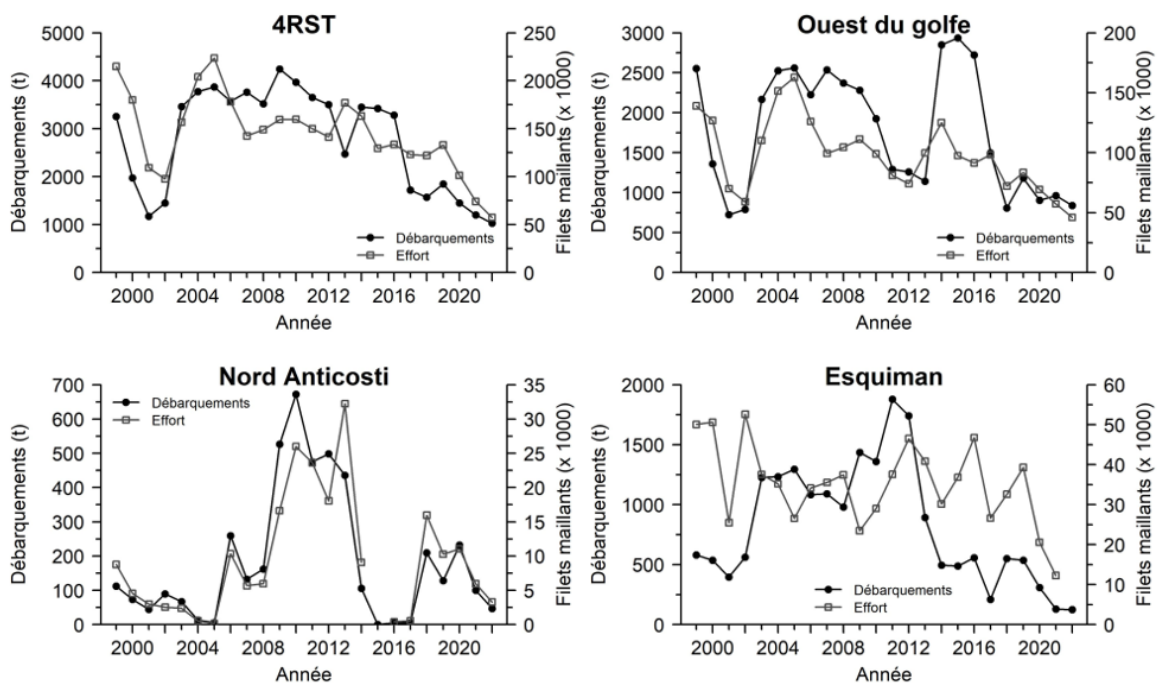 4RST
Débarquements (t)
5000
4000
3000
2000
1000
0
250
200
150
100
50
0
Filets maillants (x 1000)
Débarquements
Effort
2000 2004 2008 2012 2016 2020
Année
Ouest du golfe
Débarquements (t)
3000
2500
2000
1500
1000
500
0
200
150
100
50
0
Filets maillants (x 1000)
Débarquements
Effort
2000 2004 2008 2012 2016 2020
Année
Nord Anticosti
Débarquements (t)
700
600
500
400
300
200
100
0
35
30
25
20
15
10
5
0
Filets maillants (x 1000)
Débarquements
Effort
2000 2004 2008 2012 2016 2020
Année
Esquiman
Débarquements (t)
2000
1500
1000
500
0
60
50
40
30
20
10
0
Filets maillants (x 1000)
Débarquements
Effort
2000 2004 2008 2012 2016 2020
Année